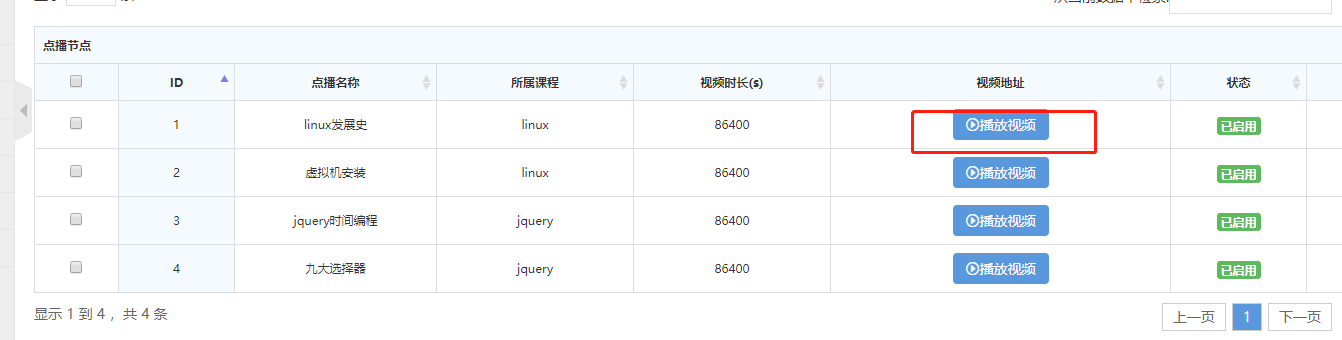 点播节点
ID 点播名称 所属课程 视频时长(s) 视频地址 状态
1 linux发展史 linux 86400 播放视频 已启用
2 虚拟机安装 linux 86400 播放视频 已启用
3 jquery时间编程 jquery 86400 播放视频 已启用
4 九大选择器 jquery 86400 播放视频 已启用
显示 1 到 4 ，共 4 条 上一页 1 下一页